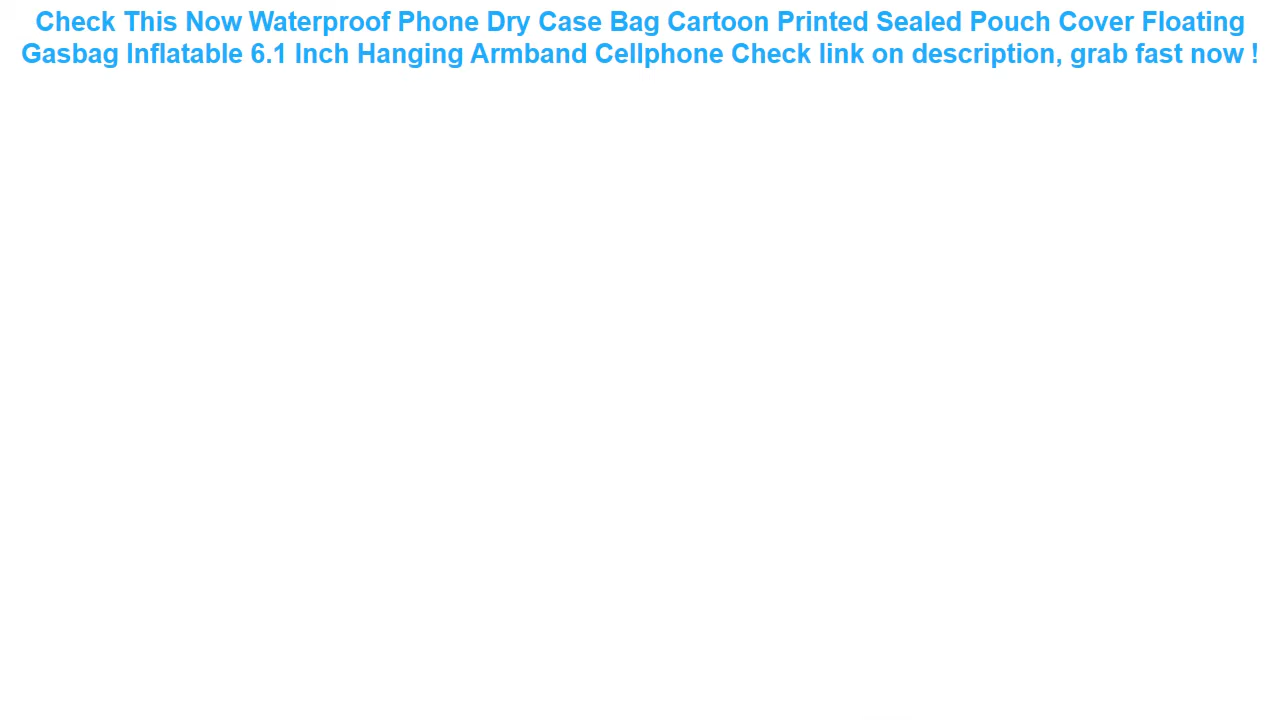 Check This Now Waterproof Phone Dry Case Bag Cartoon Printed Sealed Pouch Cover Floating
Gasbag Inflatable 6.1 Inch Hanging Armband Cellphone Check link on description, grab fast now !